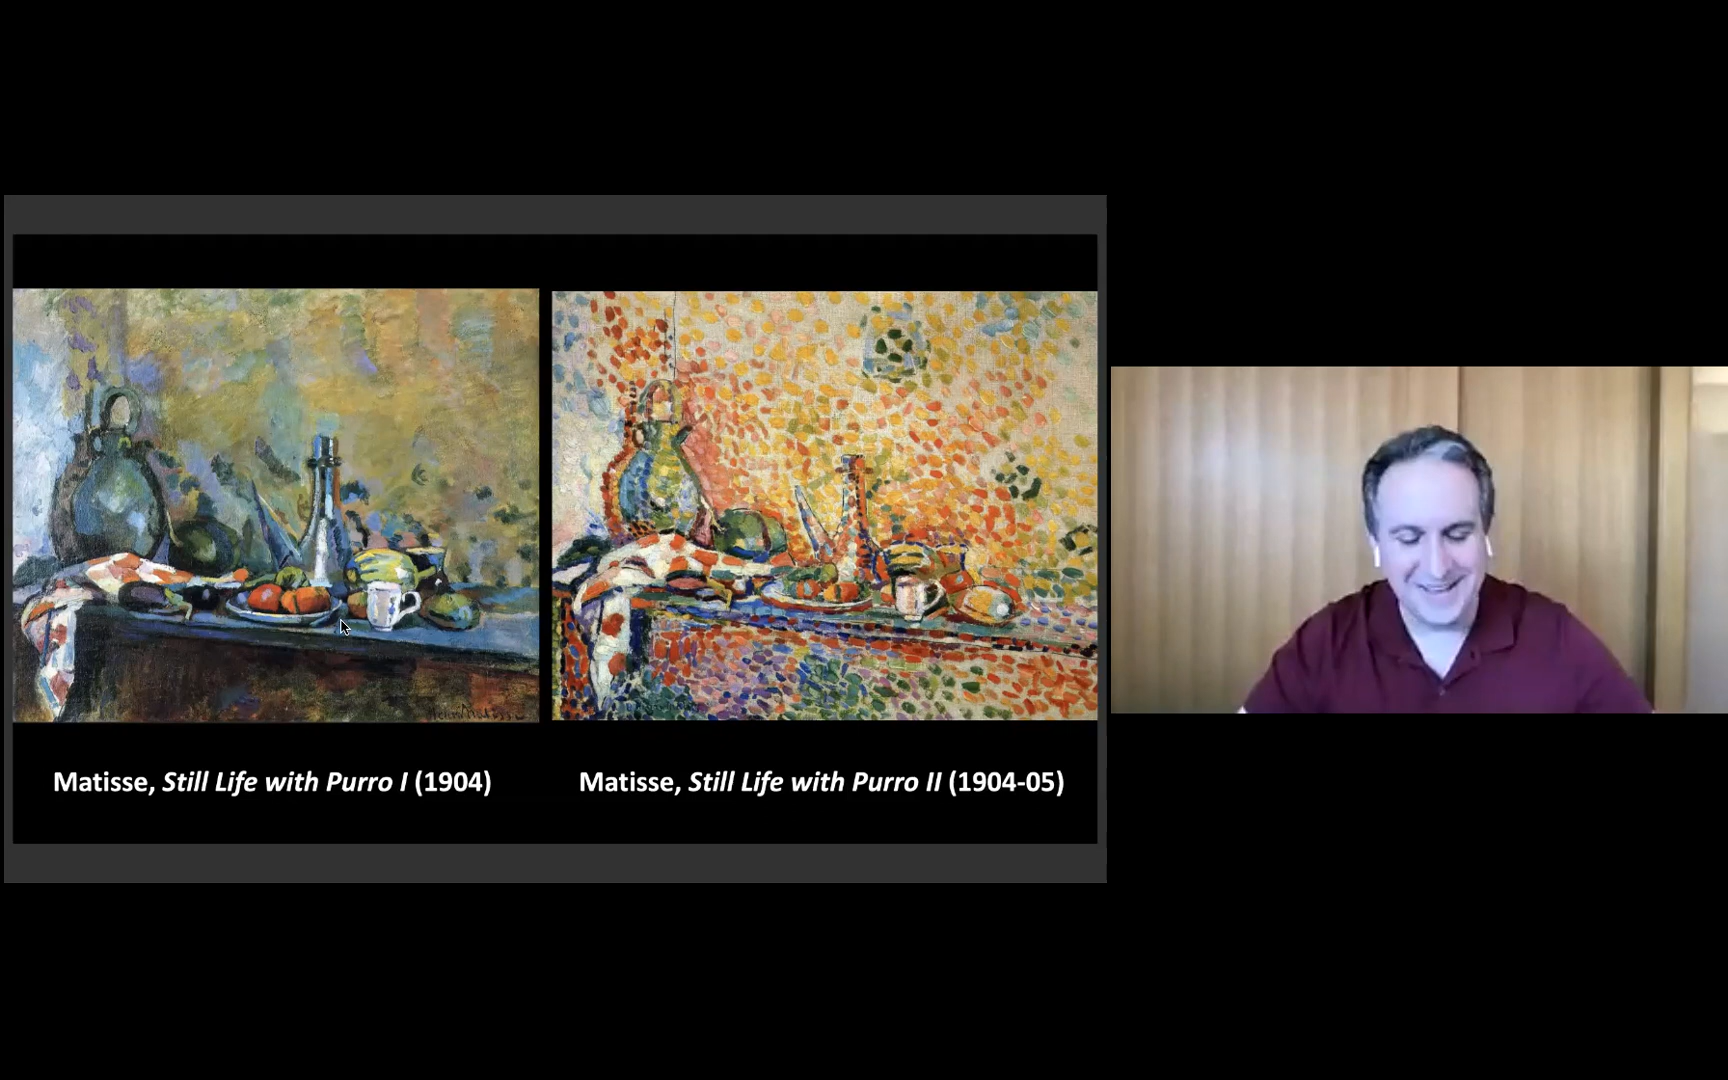 Matisse, Still Life with Purro I (1904)
Matisse, Still Life with Purro II (1904-05)